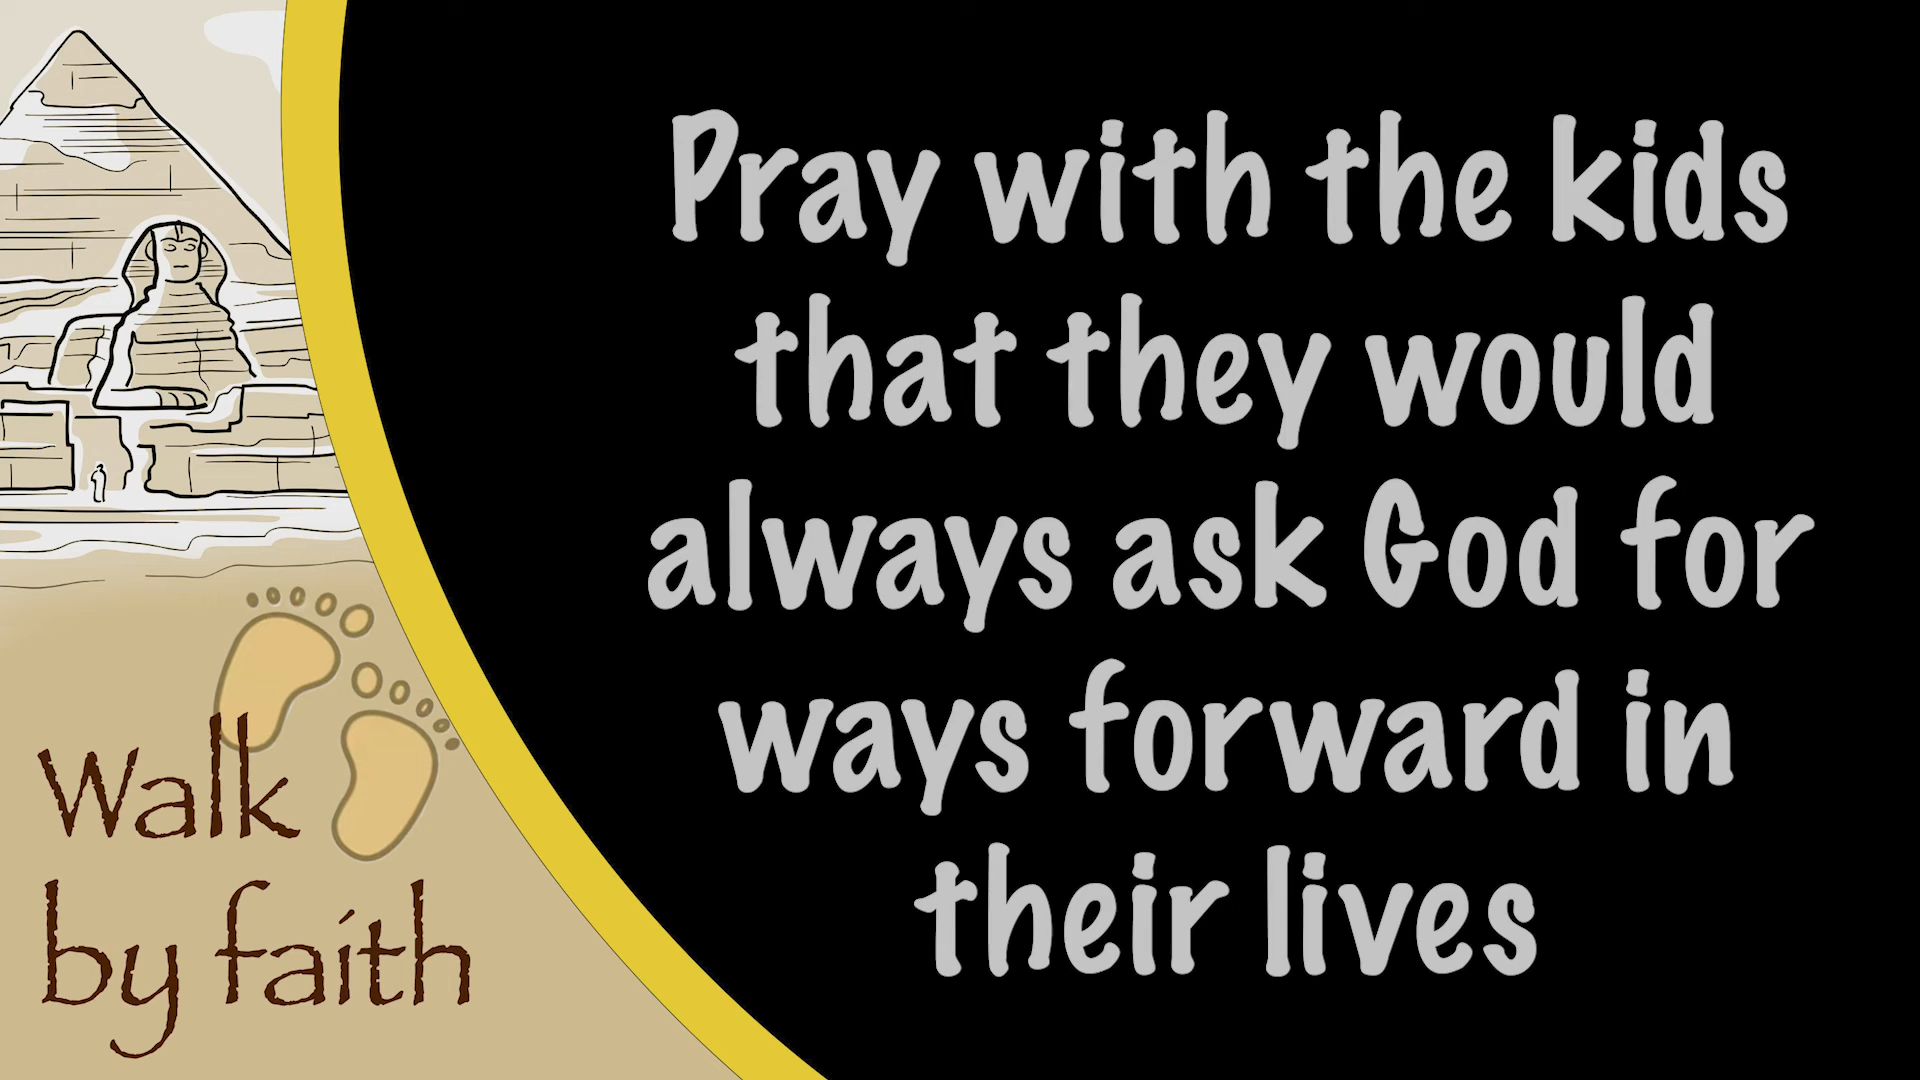 Pray with the kids
that they would
always ask God for
ways forward in
their lives
Walk
by faith